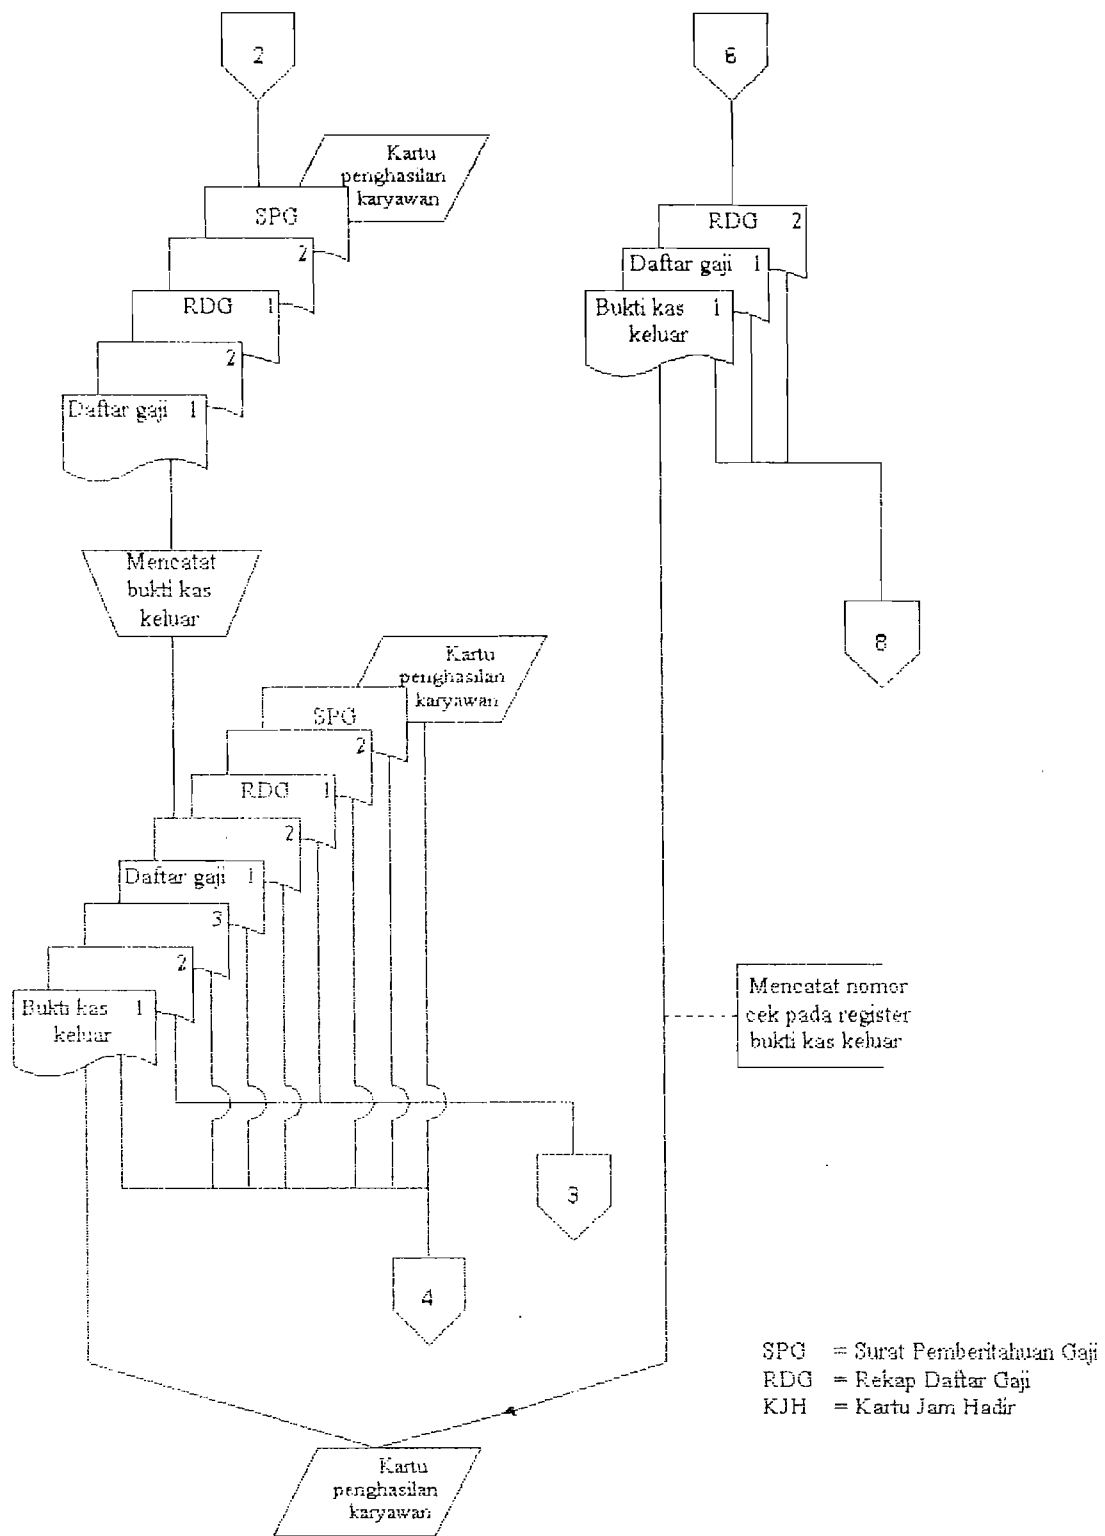 2
Kartu
penghasilan
karyawan
SPG
2
RDG 1
2
Daftar gaji 1
Mencatat
bukti kas
keluar
Kartu
penghasilan
karyawan
SPG
2
RDG 1
2
Daftar gaji 1
3
2
Bukti kas 1
keluar
3
4
6
RDG 2
Daftar gaji 1
Bukti kas 1
keluar
8
Mencatat nomor
cek pada register
bukti kas keluar
Kartu
penghasilan
karyawan
SPG = Surat Pemberitahuan Gaji
RDG = Rekap Daftar Gaji
KJH = Kartu Jam Hadir